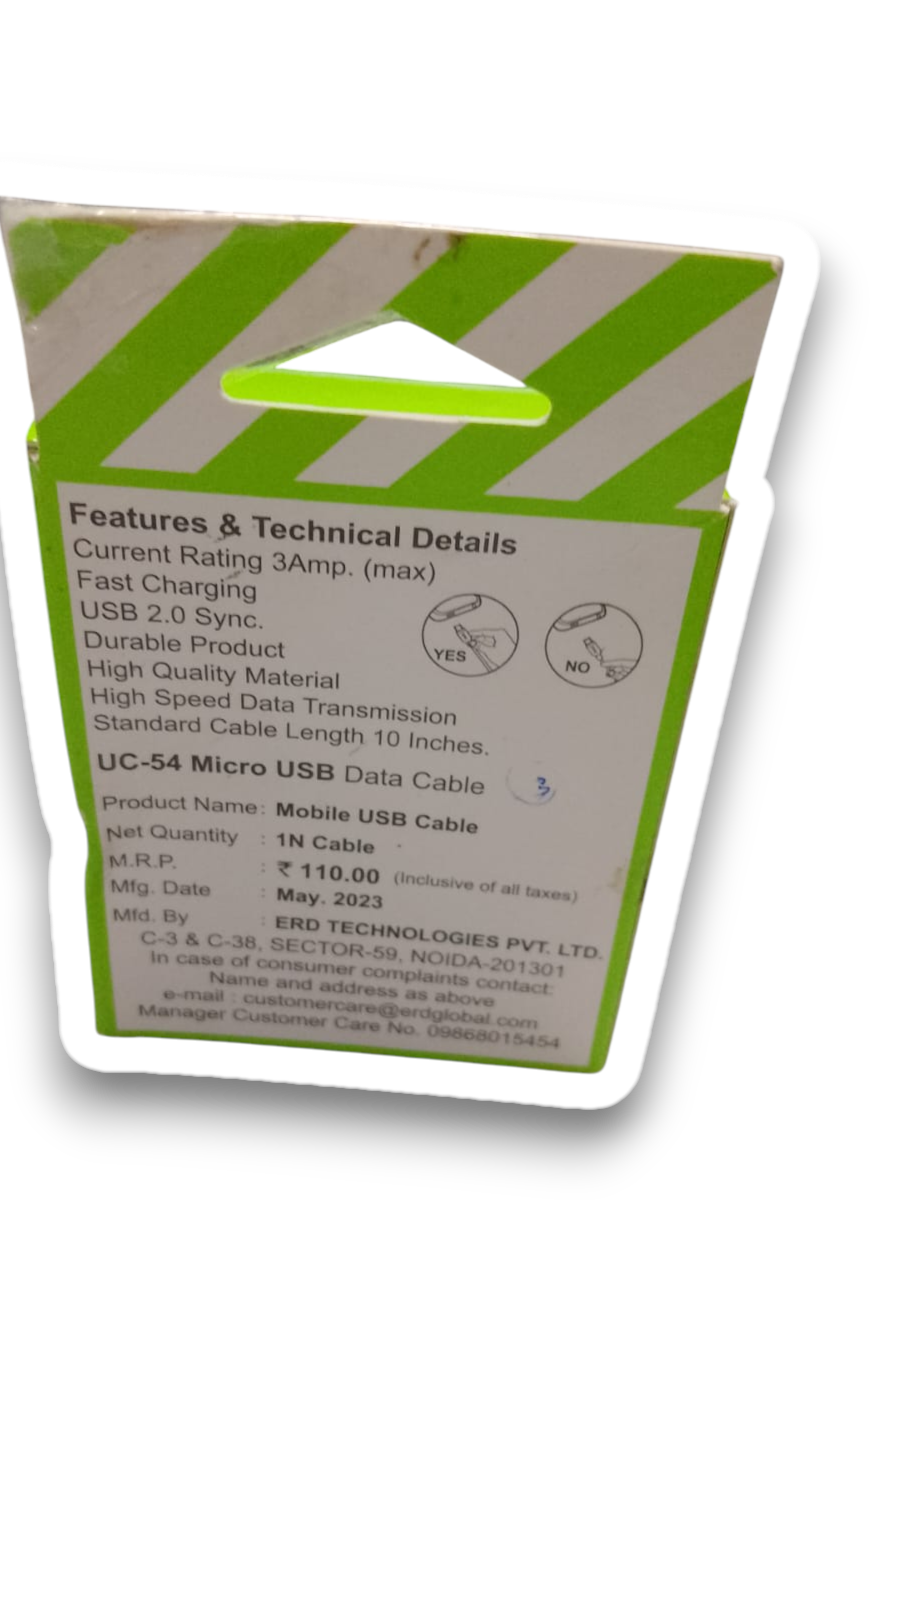 Features & Technical Details
Current Rating 3Amp. (max)
Fast Charging
USB 2.0 Sync.
Durable Product
High Quality Material
High Speed Data Transmission
Standard Cable Length 10 Inches.
YES
NO
UC-54 Micro USB Data Cable
3
Product Name: Mobile USB Cable
Net Quantity : 1N Cable
M.R.P. : ₹ 110.00 (Inclusive of all taxes)
Mfg. Date : May. 2023
Mfd. By : ERD TECHNOLOGIES PVT. LTD.
C-3 & C-38, SECTOR-59, NOIDA-201301
In case of consumer complaints contact:
Name and address as above
e-mail : customercare@erdglobal.com
Manager Customer Care No. 09868015454